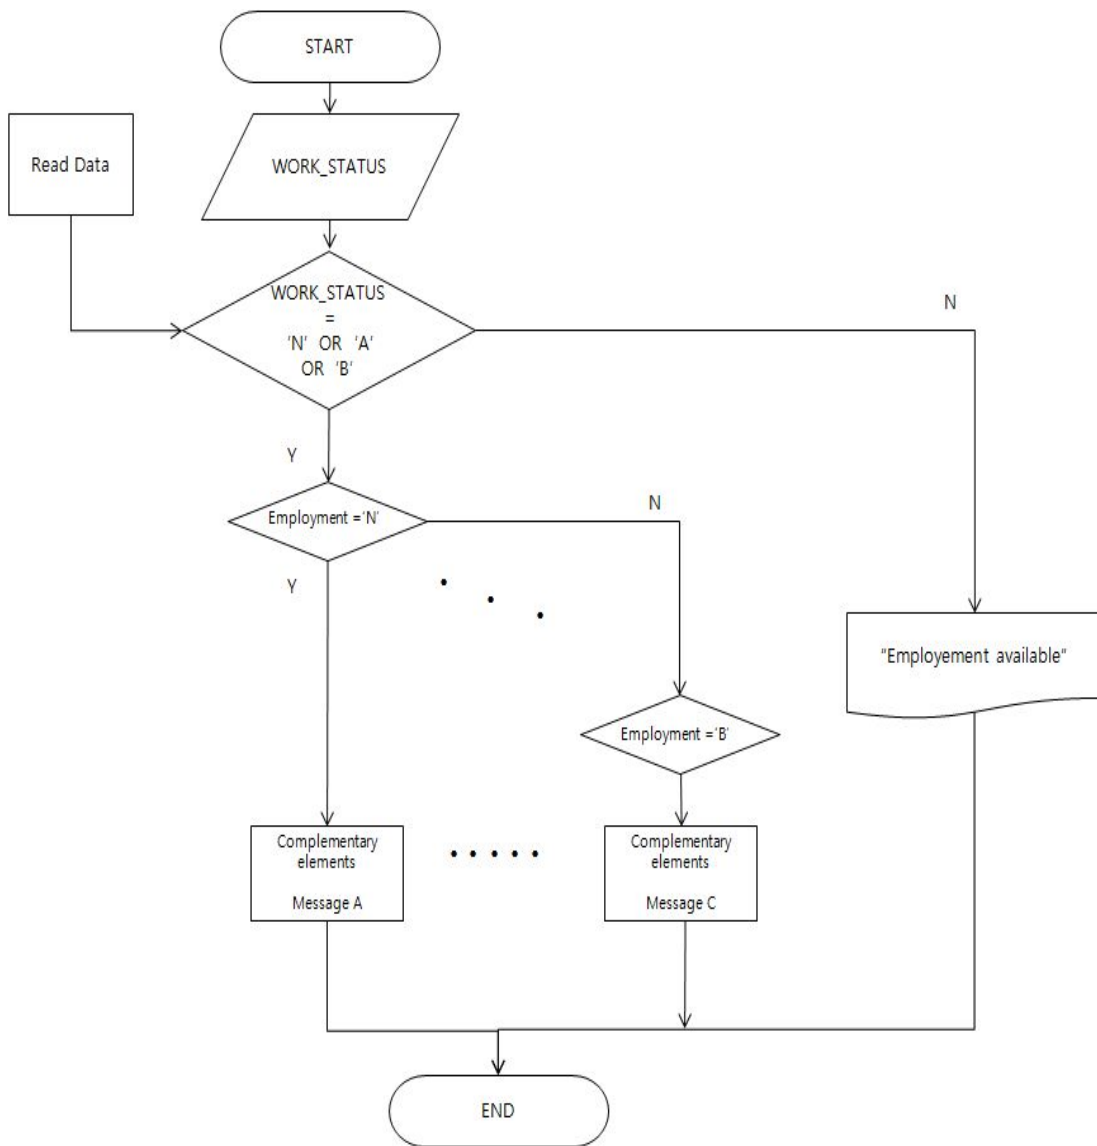 START
Read Data
WORK_STATUS
WORK_STATUS
=
'N' OR 'A'
OR 'B'
N
Y
Employment ='N'
N
Y
"Employement available"
Employment ='B'
Complementary
elements
Message A
Complementary
elements
Message C
END